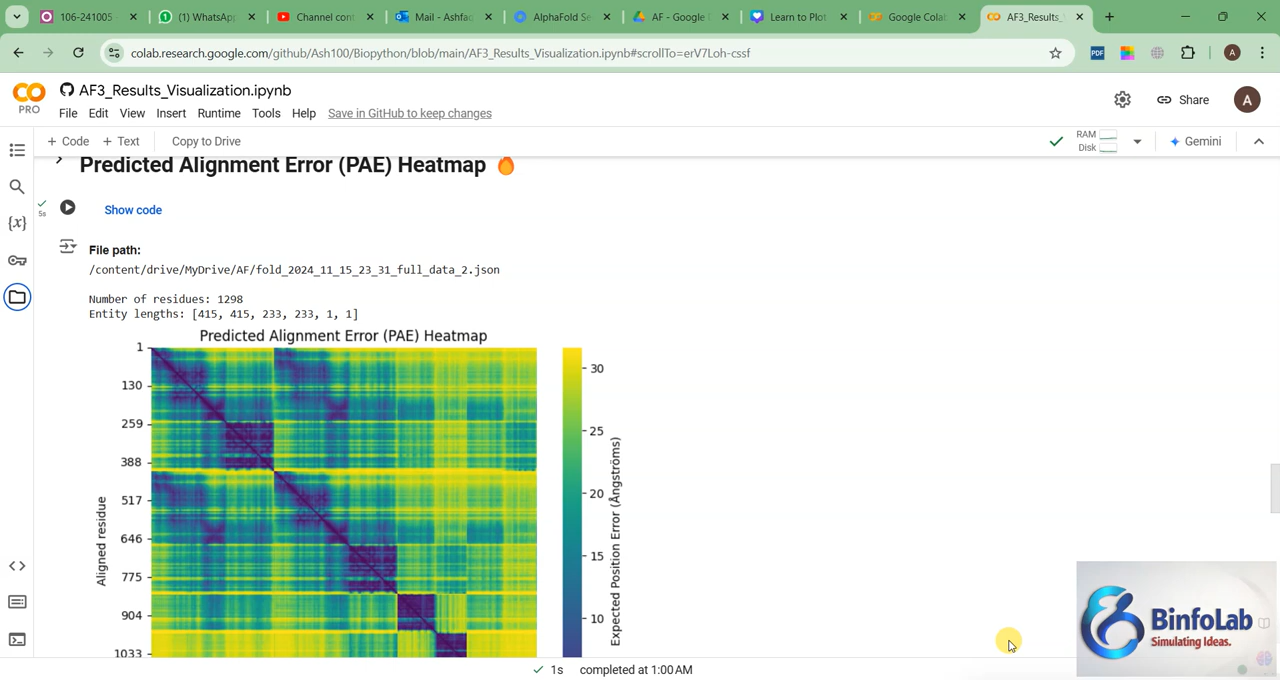 106-241005 -
(1) WhatsApp
Channel cont
Mail - Ashfaq
AlphaFold Se
AF - Google D
Learn to Plot
Google Colab
AF3_Results_
colab.research.google.com/github/Ash100/Biopython/blob/main/AF3_Results_Visualization.ipynb#scrollTo=erV7Loh-cssf
PDF
A
PRO
AF3_Results_Visualization.ipynb
File Edit View Insert Runtime Tools Help Save in GitHub to keep changes
Share
A
+ Code + Text Copy to Drive
RAM
Disk
Gemini
Predicted Alignment Error (PAE) Heatmap 🔥
{x}
5s
Show code
File path:
/content/drive/MyDrive/AF/fold_2024_11_15_23_31_full_data_2.json
Number of residues: 1298
Entity lengths: [415, 415, 233, 233, 1, 1]
Predicted Alignment Error (PAE) Heatmap
1
130
259
388
517
646
775
904
1033
Aligned residue
30
25
20
15
10
Expected Position Error (Ångströms)
BinfoLab
Simulating Ideas.
1s completed at 1:00 AM